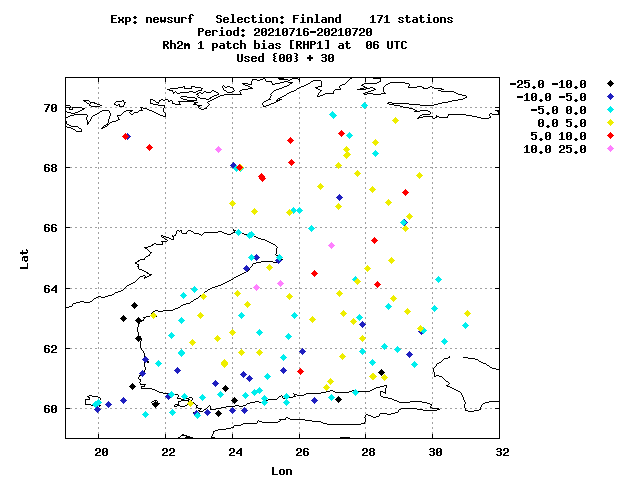 Exp: newsurf Selection: Finland 171 stations
Period: 20210716-20210720
Rh2m 1 patch bias [RHP1] at 06 UTC
Used {00} + 30
-25.0 -10.0
-10.0 -5.0
-5.0 0.0
0.0 5.0
5.0 10.0
10.0 25.0
70
68
66
64
62
60
Lat
20 22 24 26 28 30 32
Lon